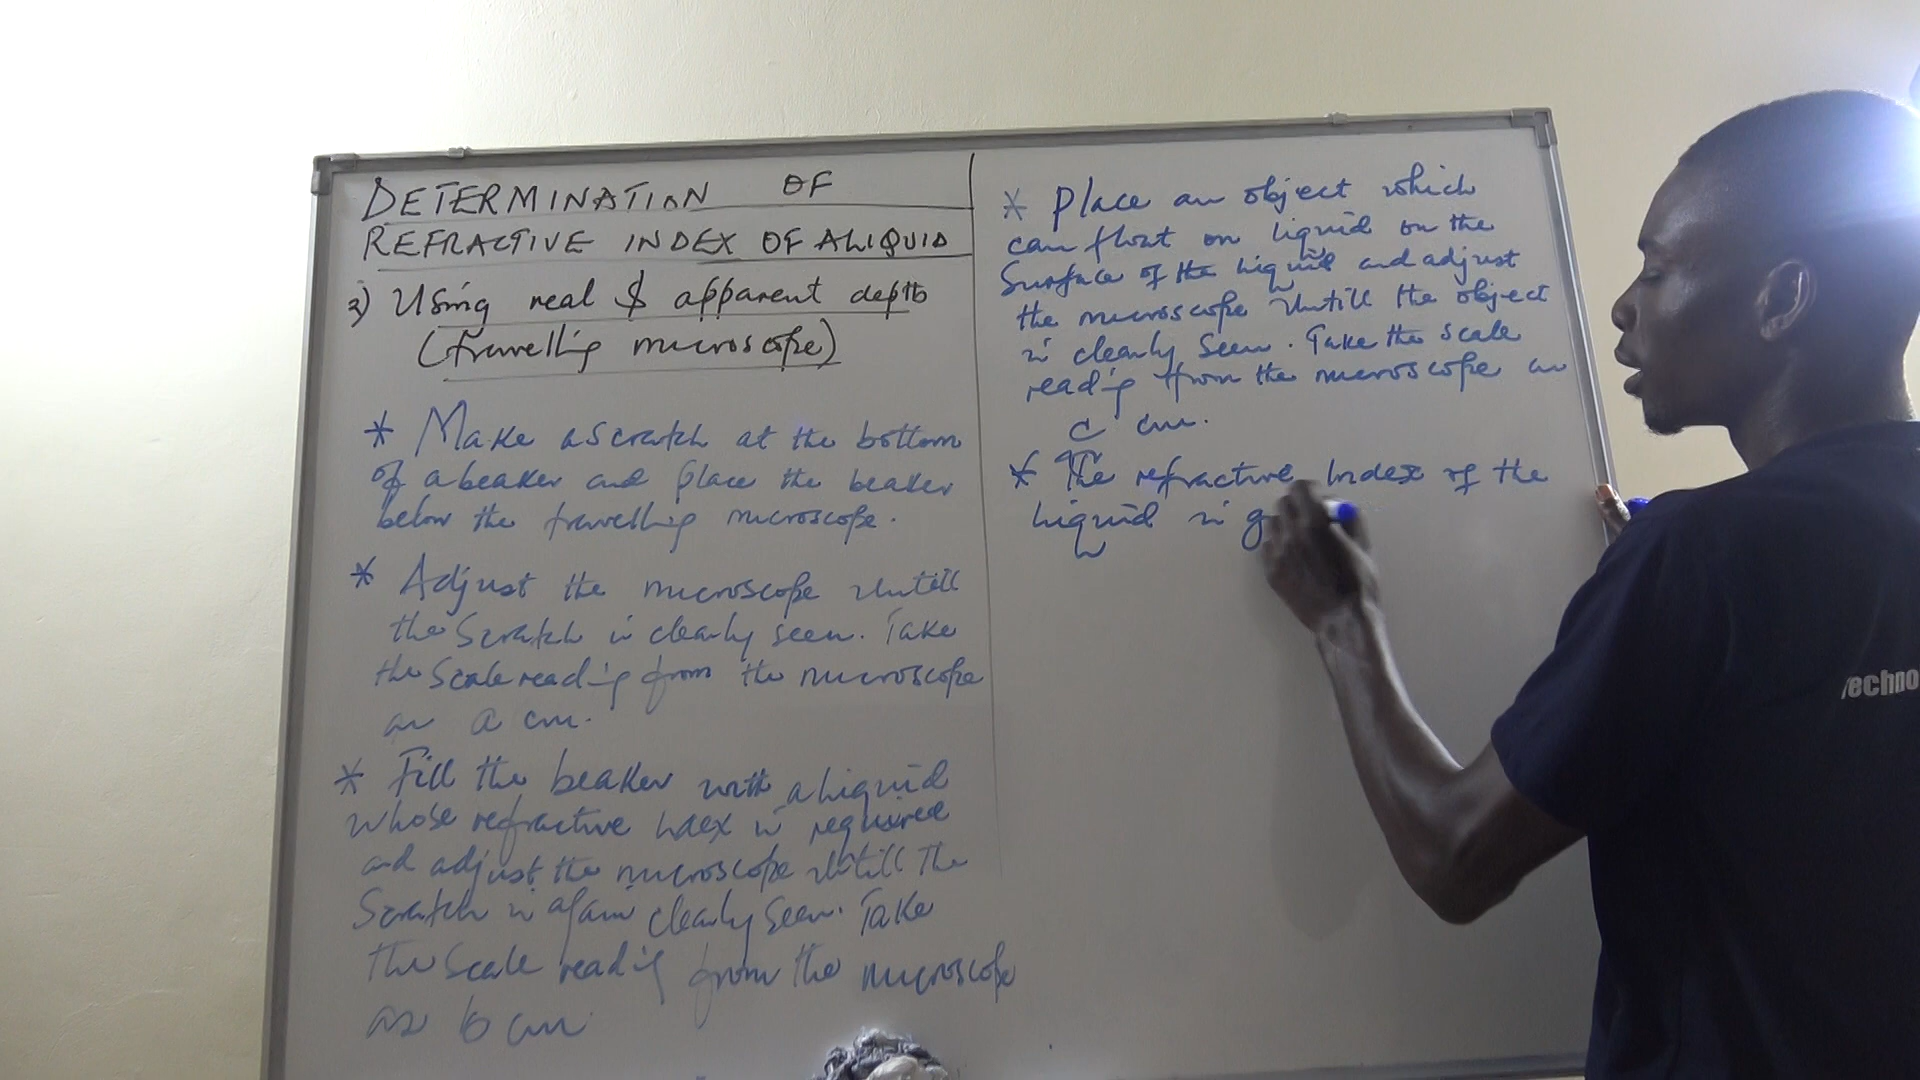 DETERMINATION OF
REFRACTIVE INDEX OF A LIQUID
3) Using real & apparent depth
(travelling microscope)
* Make a scratch at the bottom
of a beaker and place the beaker
below the travelling microscope.
* Adjust the microscope Untill
the scratch is clearly seen. Take
the scale reading from the microscope
as a cm.
* Fill the beaker with a liquid
whose refractive index is required
and adjust the microscope Untill the
Scratch is again clearly seen. Take
the scale reading from the microscope
as b cm
* Place an object which
can float on liquid on the
Surface of the liquid and adjust
the microscope Untill the object
is clearly seen. Take the scale
reading from the microscope as
c cm.
* The refractive Index of the
liquid is g
Techno